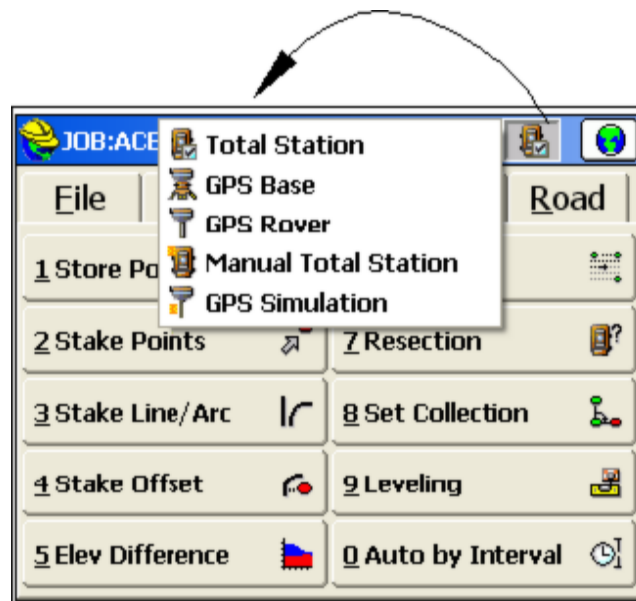 JOB:ACE
Total Station
GPS Base
GPS Rover
Manual Total Station
GPS Simulation
File
Road
1 Store Po
2 Stake Points
7 Resection
3 Stake Line/Arc
8 Set Collection
4 Stake Offset
9 Leveling
5 Elev Difference
0 Auto by Interval